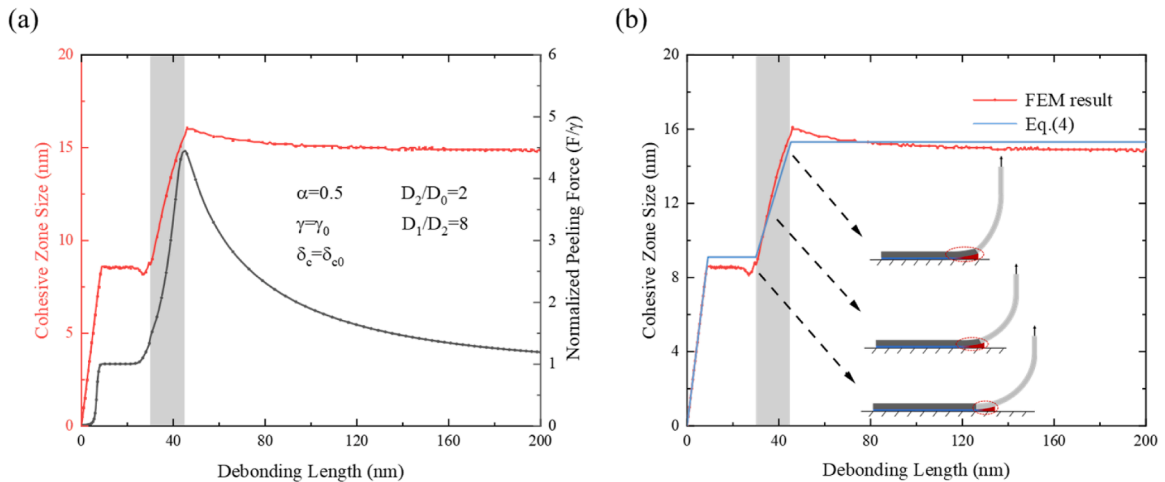 (a)
20
15
10
5
0
Cohesive Zone Size (nm)
6
5
4
3
2
1
0
Normalized Peeling Force (F/γ)
α=0.5 D₂/D₀=2
γ=γ₀ D₁/D₂=8
δc=δc0
0 40 80 120 160 200
Debonding Length (nm)
(b)
20
16
12
8
4
0
Cohesive Zone Size (nm)
FEM result
Eq.(4)
0 40 80 120 160 200
Debonding Length (nm)